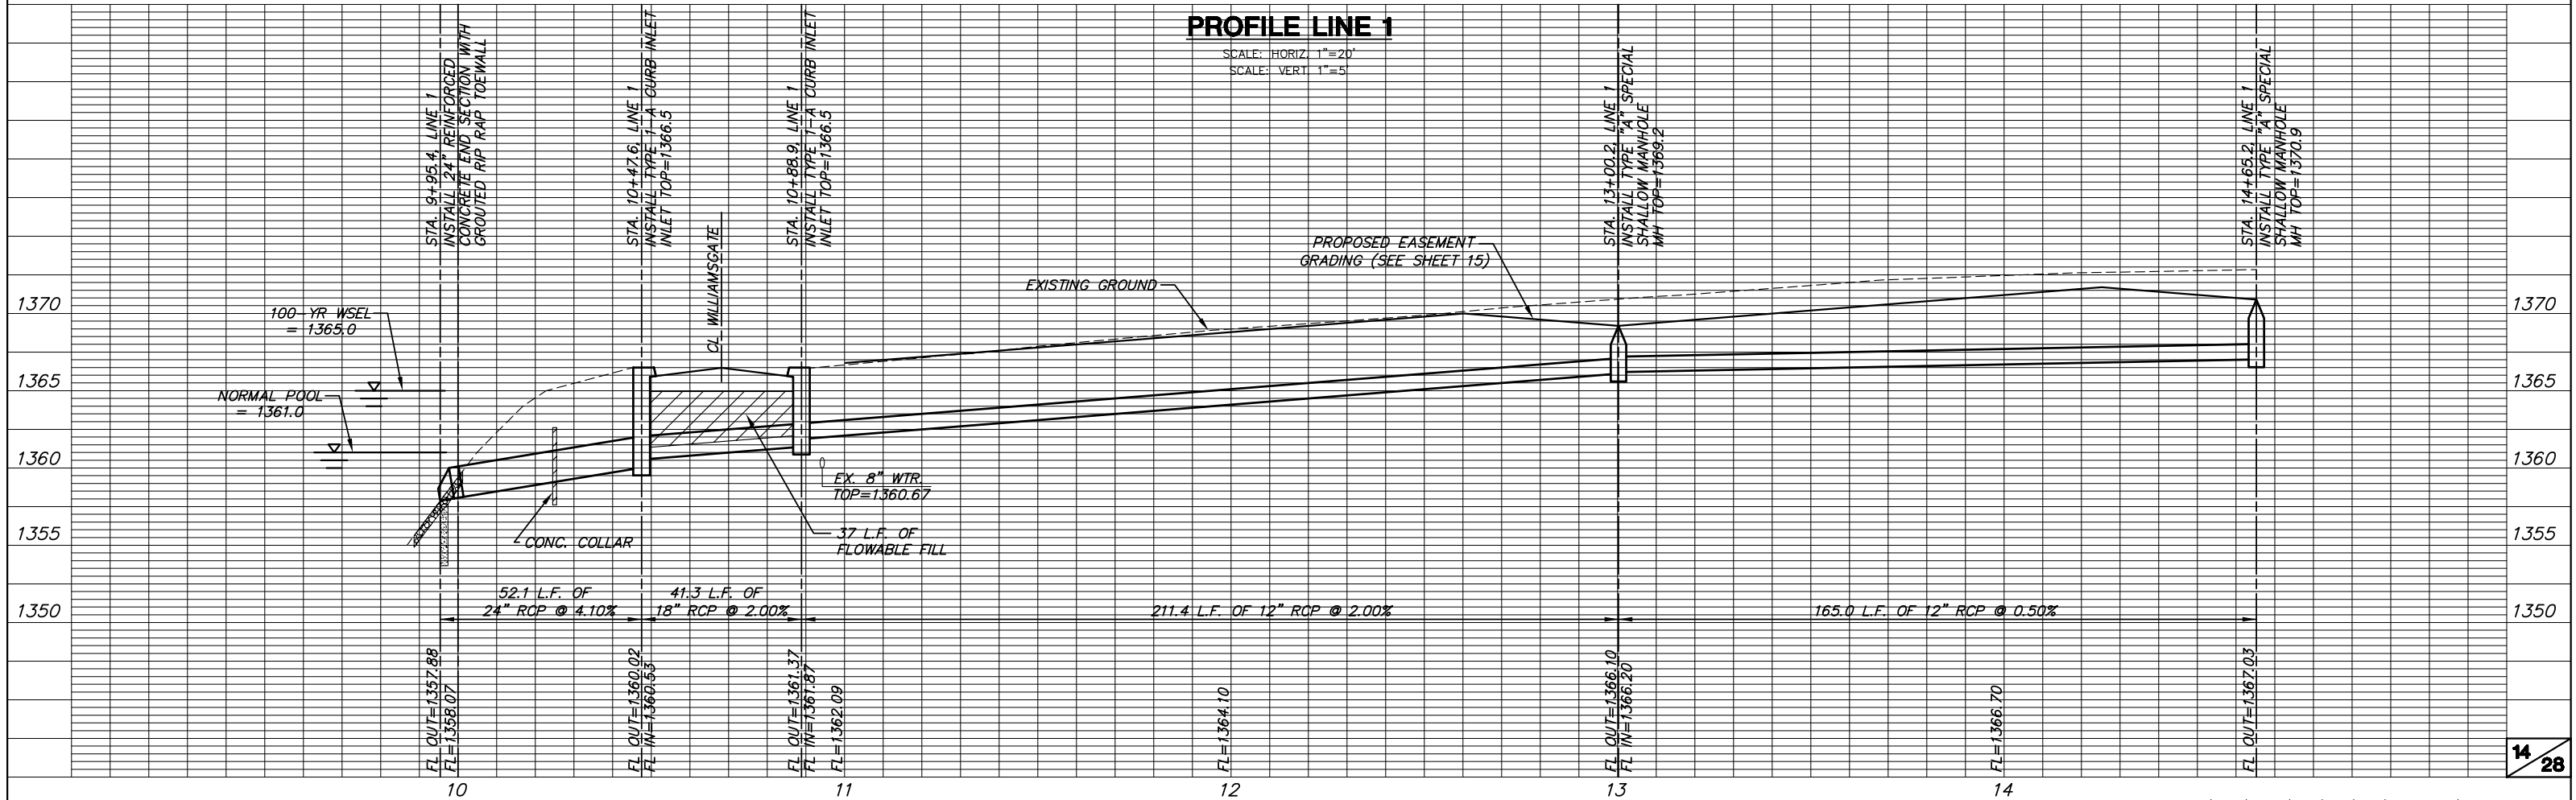 PROFILE LINE 1
SCALE: HORIZ. 1"=20'
SCALE: VERT. 1"=5'
STA. 9+95.4, LINE 1
INSTALL 24" REINFORCED
CONCRETE END SECTION WITH
GROUTED RIP RAP TOEWALL
STA. 10+47.6, LINE 1
INSTALL TYPE 1-A CURB INLET
INLET TOP=1366.5
CL WILLIAMSGATE
STA. 10+88.9, LINE 1
INSTALL TYPE 1-A CURB INLET
INLET TOP=1366.5
STA. 13+00.2, LINE 1
INSTALL TYPE "A" SPECIAL
SHALLOW MANHOLE
MH TOP=1369.2
STA. 14+65.2, LINE 1
INSTALL TYPE "A" SPECIAL
SHALLOW MANHOLE
MH TOP=1370.9
PROPOSED EASEMENT
GRADING (SEE SHEET 15)
EXISTING GROUND
100-YR WSEL
= 1365.0
NORMAL POOL
= 1361.0
1370
1365
1360
1355
1350
1370
1365
1360
1355
1350
EX. 8" WTR.
TOP=1360.67
37 L.F. OF
FLOWABLE FILL
CONC. COLLAR
52.1 L.F. OF
24" RCP @ 4.10%
41.3 L.F. OF
18" RCP @ 2.00%
211.4 L.F. OF 12" RCP @ 2.00%
165.0 L.F. OF 12" RCP @ 0.50%
FL OUT=1357.88
FL=1358.07
FL OUT=1360.02
FL IN=1360.53
FL OUT=1361.37
FL IN=1361.87
FL=1362.09
FL=1364.10
FL OUT=1366.10
FL IN=1366.20
FL=1366.70
FL OUT=1367.03
10
11
12
13
14
14/28